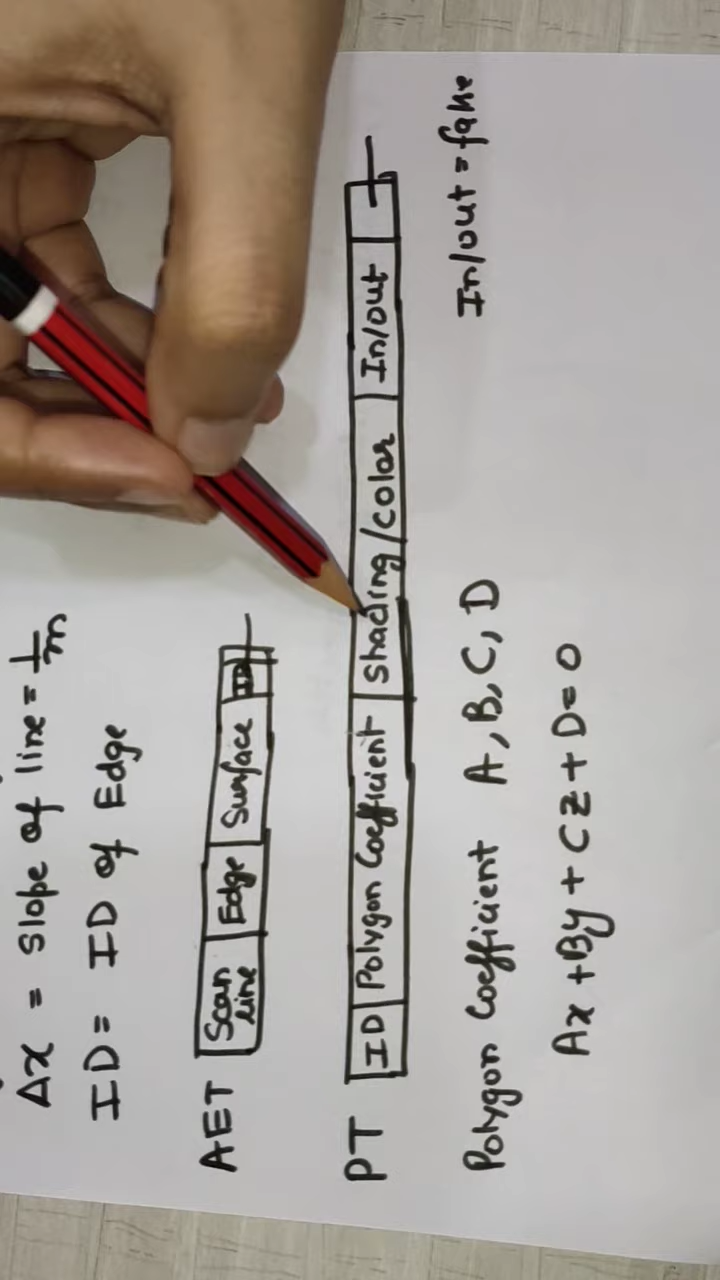 Δx = slope of line = 1/m
ID = ID of Edge
AET Scan line Edge Surface ID
PT ID Polygon Coefficient Shading/color In/out
Polygon Coefficient A, B, C, D In/out = false
Ax + By + Cz + D = 0